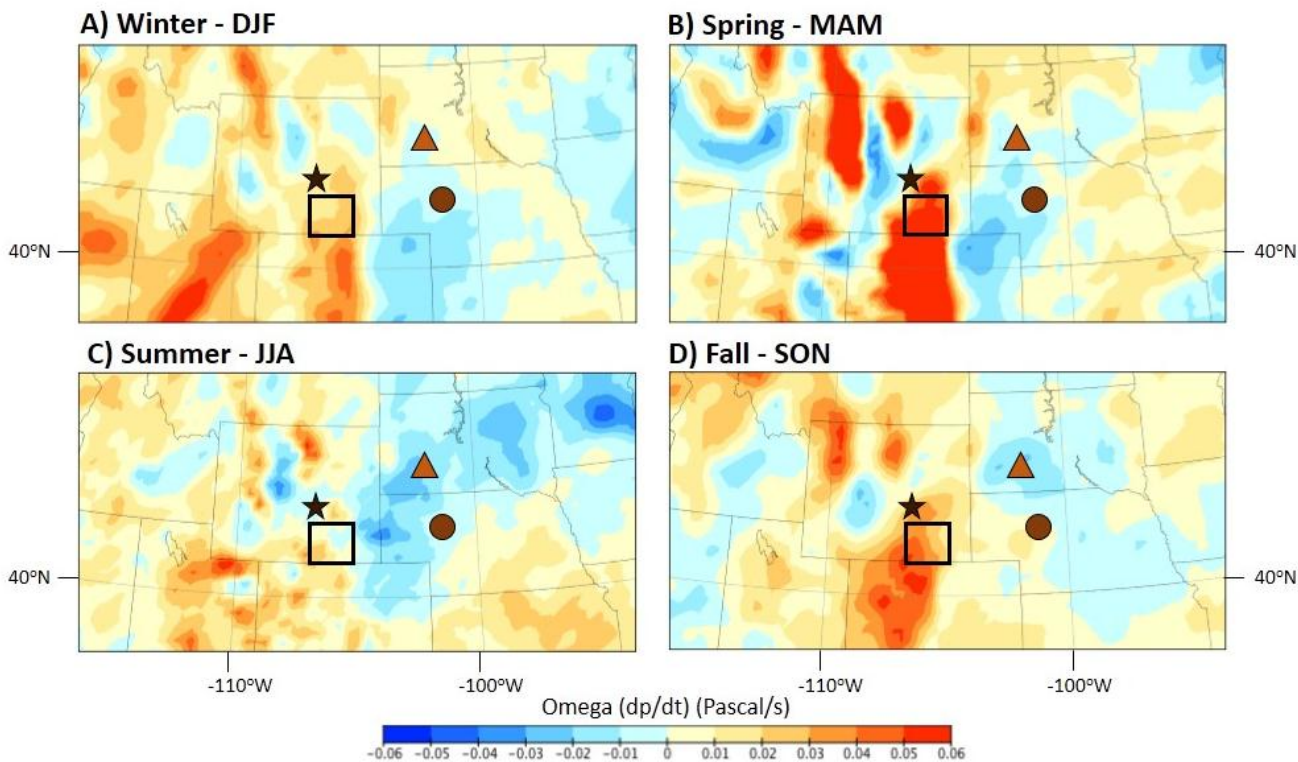 A) Winter - DJF
B) Spring - MAM
40°N
40°N
C) Summer - JJA
D) Fall - SON
40°N
40°N
-110°W
-100°W
-110°W
-100°W
Omega (dp/dt) (Pascal/s)
−0.06 −0.05 −0.04 −0.03 −0.02 −0.01 0 0.01 0.02 0.03 0.04 0.05 0.06